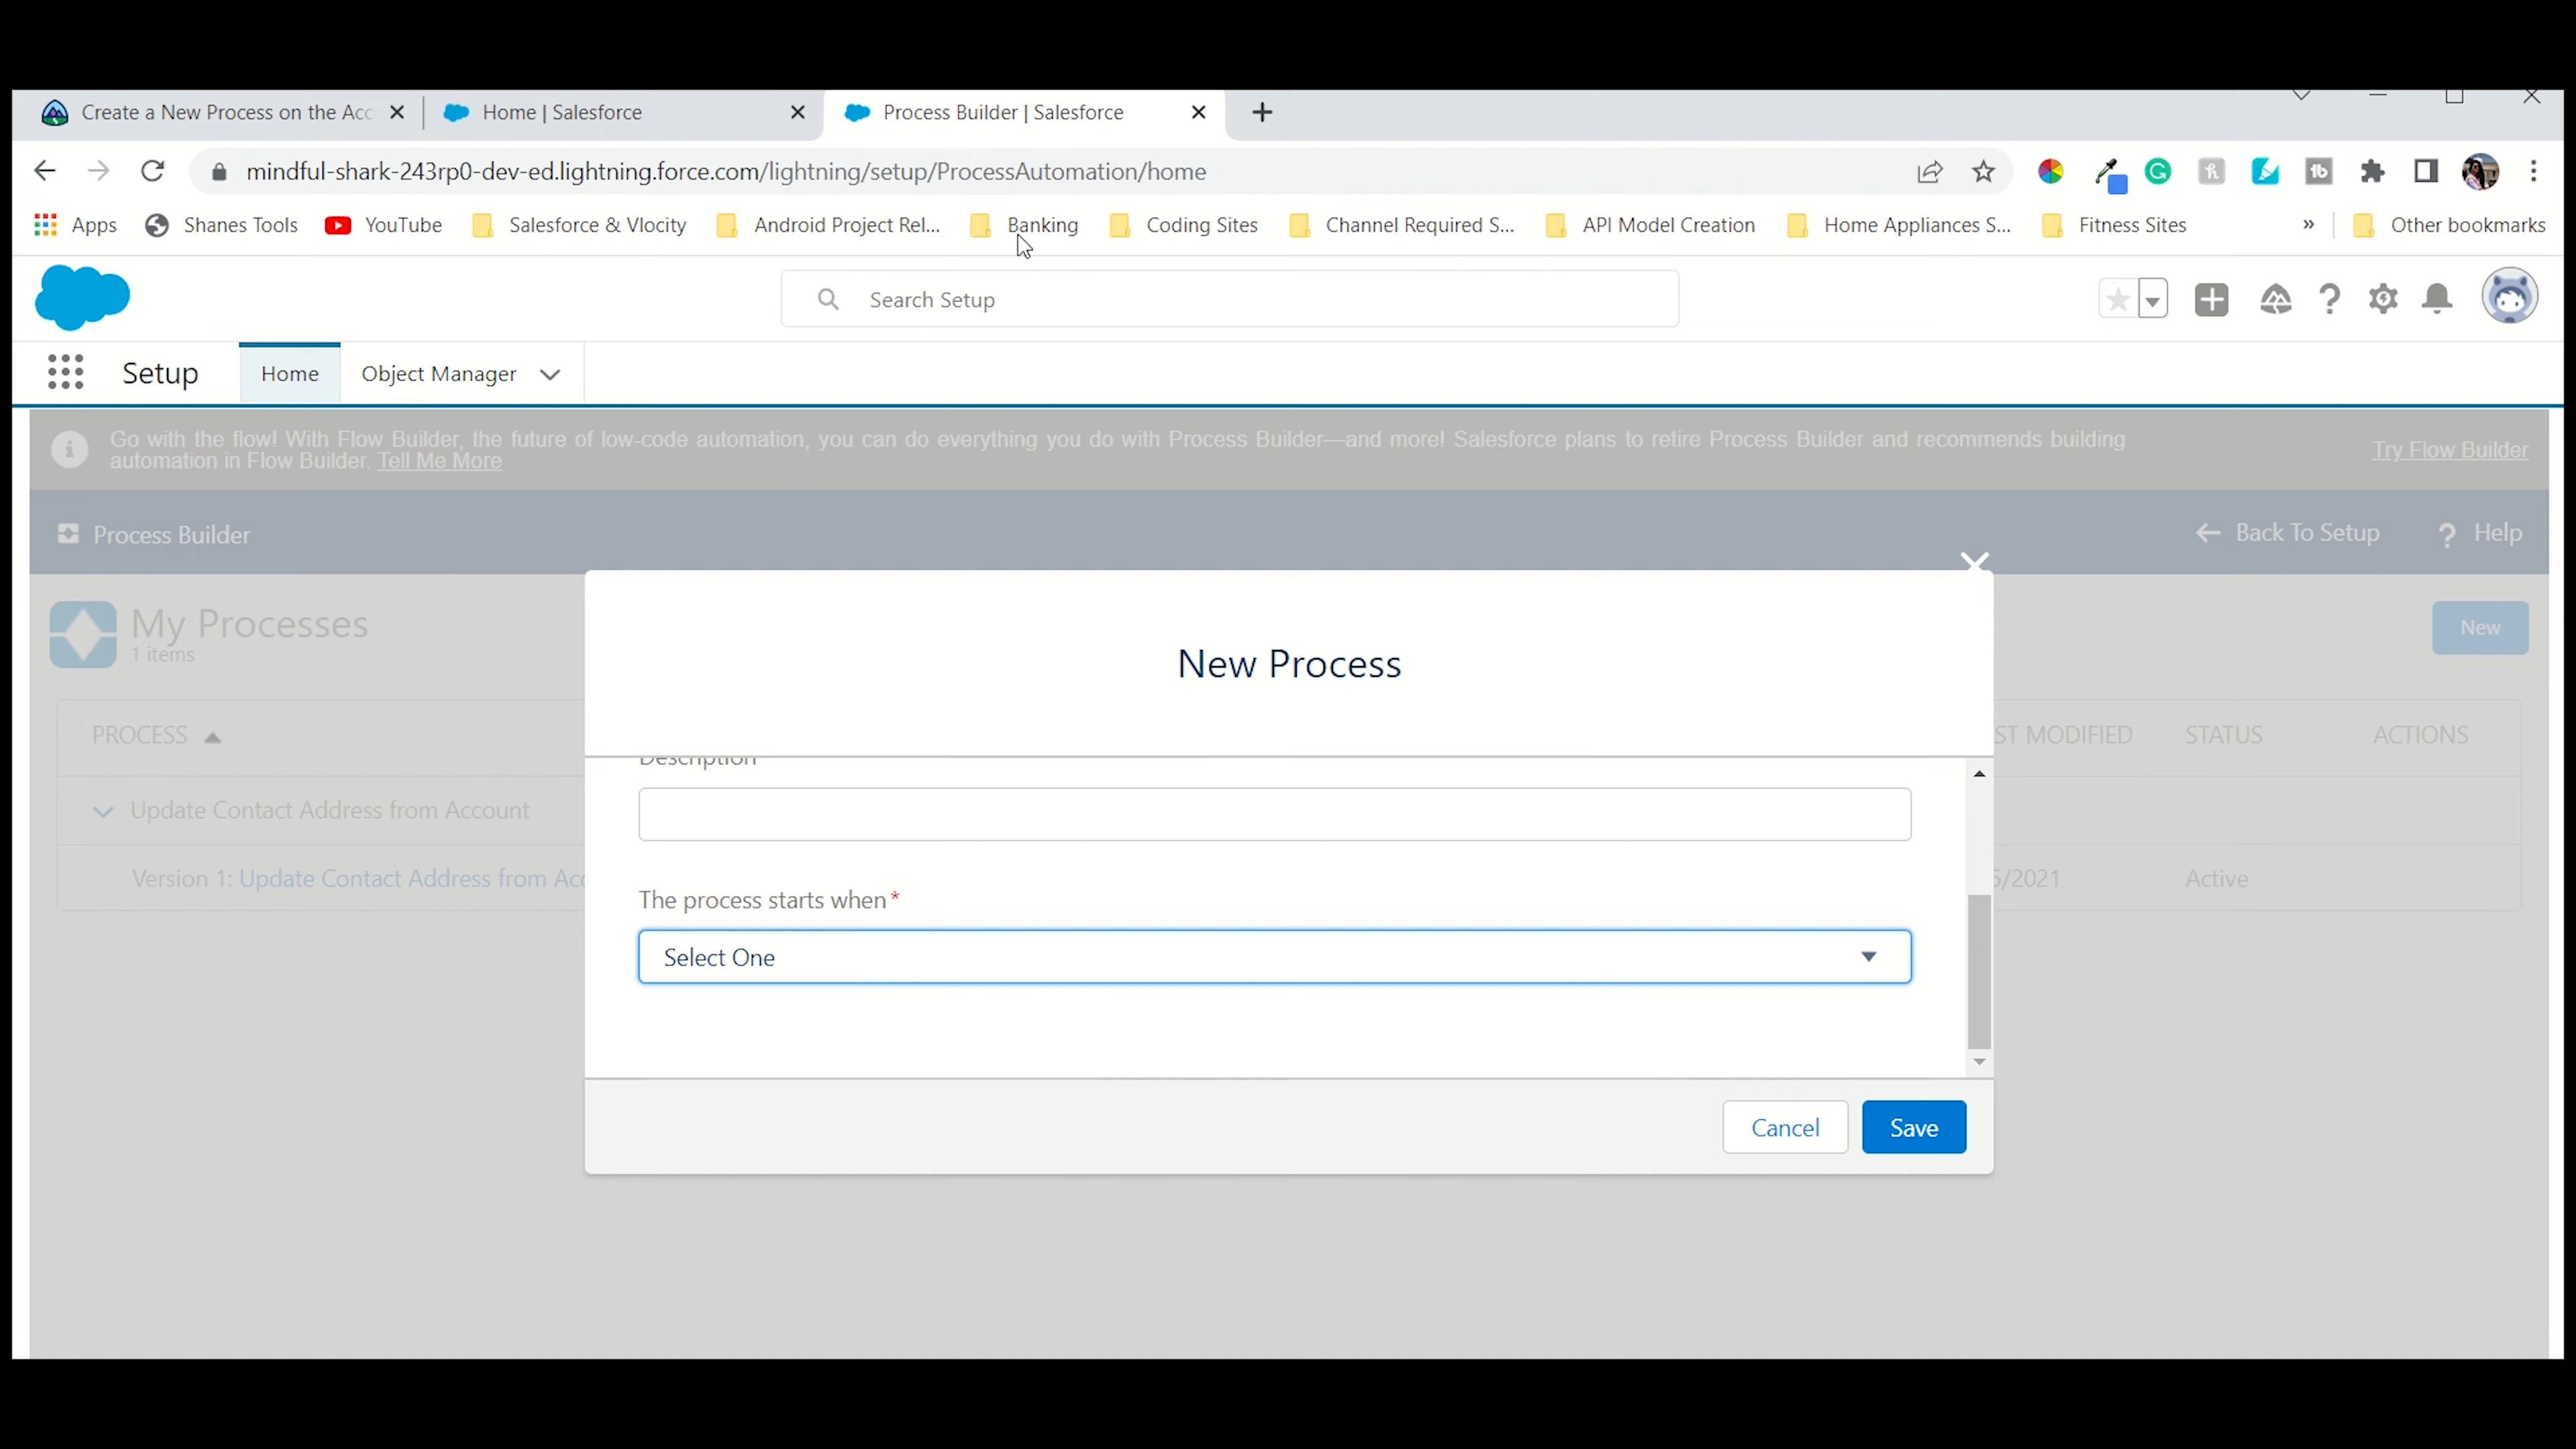 Create a New Process on the Acc
Home | Salesforce
Process Builder | Salesforce
mindful-shark-243rp0-dev-ed.lightning.force.com/lightning/setup/ProcessAutomation/home
Apps
Shanes Tools
YouTube
Salesforce & Vlocity
Android Project Rel...
Banking
Coding Sites
Channel Required S...
API Model Creation
Home Appliances S...
Fitness Sites
»
Other bookmarks
Search Setup
Setup
Home
Object Manager
Go with the flow! With Flow Builder, the future of low-code automation, you can do everything you do with Process Builder—and more! Salesforce plans to retire Process Builder and recommends building
automation in Flow Builder. Tell Me More
Try Flow Builder
Process Builder
Back To Setup
? Help
My Processes
1 items
New
New Process
PROCESS
ST MODIFIED
STATUS
ACTIONS
Description
Update Contact Address from Account
Version 1: Update Contact Address from Acc
5/2021
Active
The process starts when*
Select One
Cancel
Save